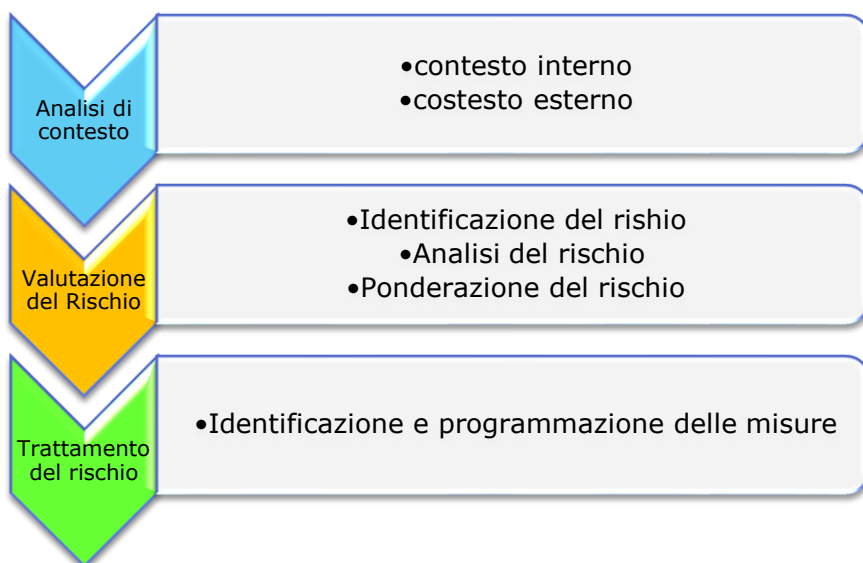 Analisi di
contesto
•contesto interno
•costesto esterno
Valutazione
del Rischio
•Identificazione del rishio
•Analisi del rischio
•Ponderazione del rischio
Trattamento
del rischio
•Identificazione e programmazione delle misure